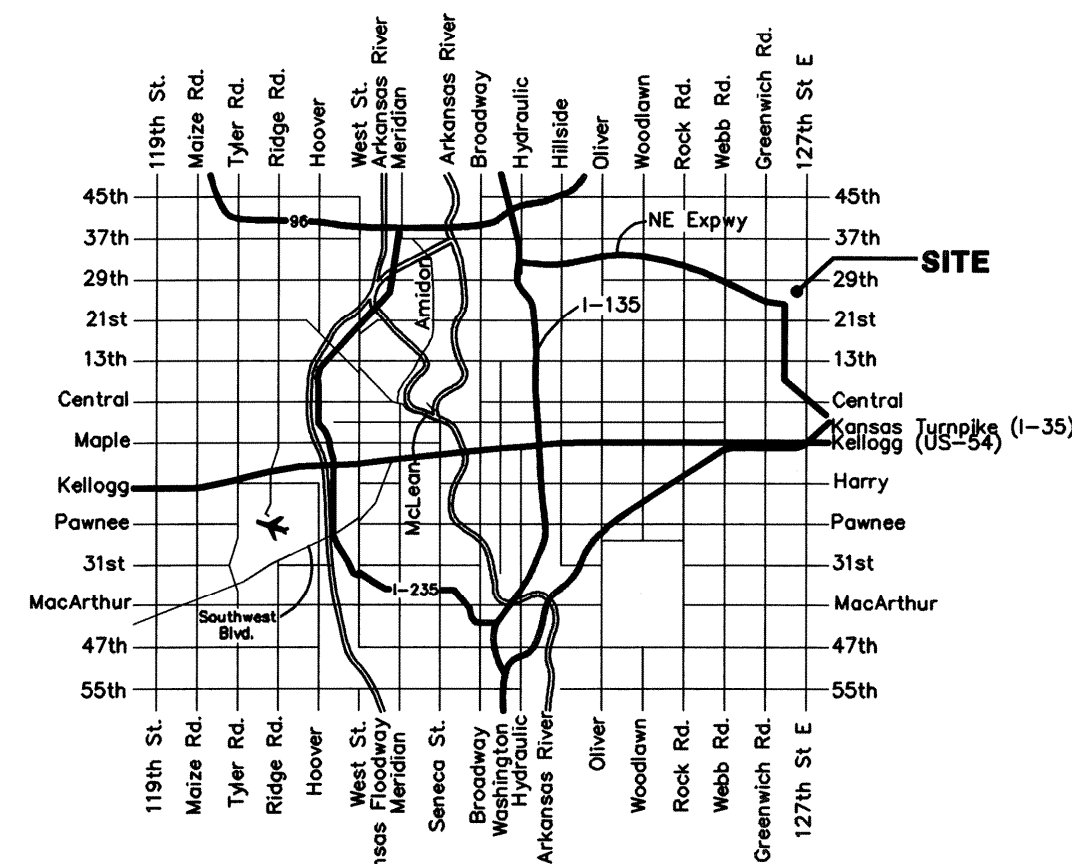 119th St.
Maize Rd.
Tyler Rd.
Ridge Rd.
Hoover
West St.
Arkansas River
Meridian
Arkansas River
Broadway
Hydraulic
Hillside
Oliver
Woodlawn
Rock Rd.
Webb Rd.
Greenwich Rd.
127th St E
45th
45th
96
NE Expwy
37th
37th
SITE
29th
29th
Amidon
I-135
21st
21st
13th
13th
Central
Central
Kansas Turnpike (I-35)
Maple
Kellogg (US-54)
McLean
Kellogg
Harry
Pawnee
Pawnee
31st
31st
I-235
MacArthur
MacArthur
Southwest
Blvd.
47th
47th
55th
55th
119th St.
Maize Rd.
Tyler Rd.
Ridge Rd.
Hoover
West St.
nsas Floodway
Meridian
Seneca St.
Broadway
Washington
Hydraulic
Arkansas River
Oliver
Woodlawn
Rock Rd.
Webb Rd.
Greenwich Rd.
127th St E